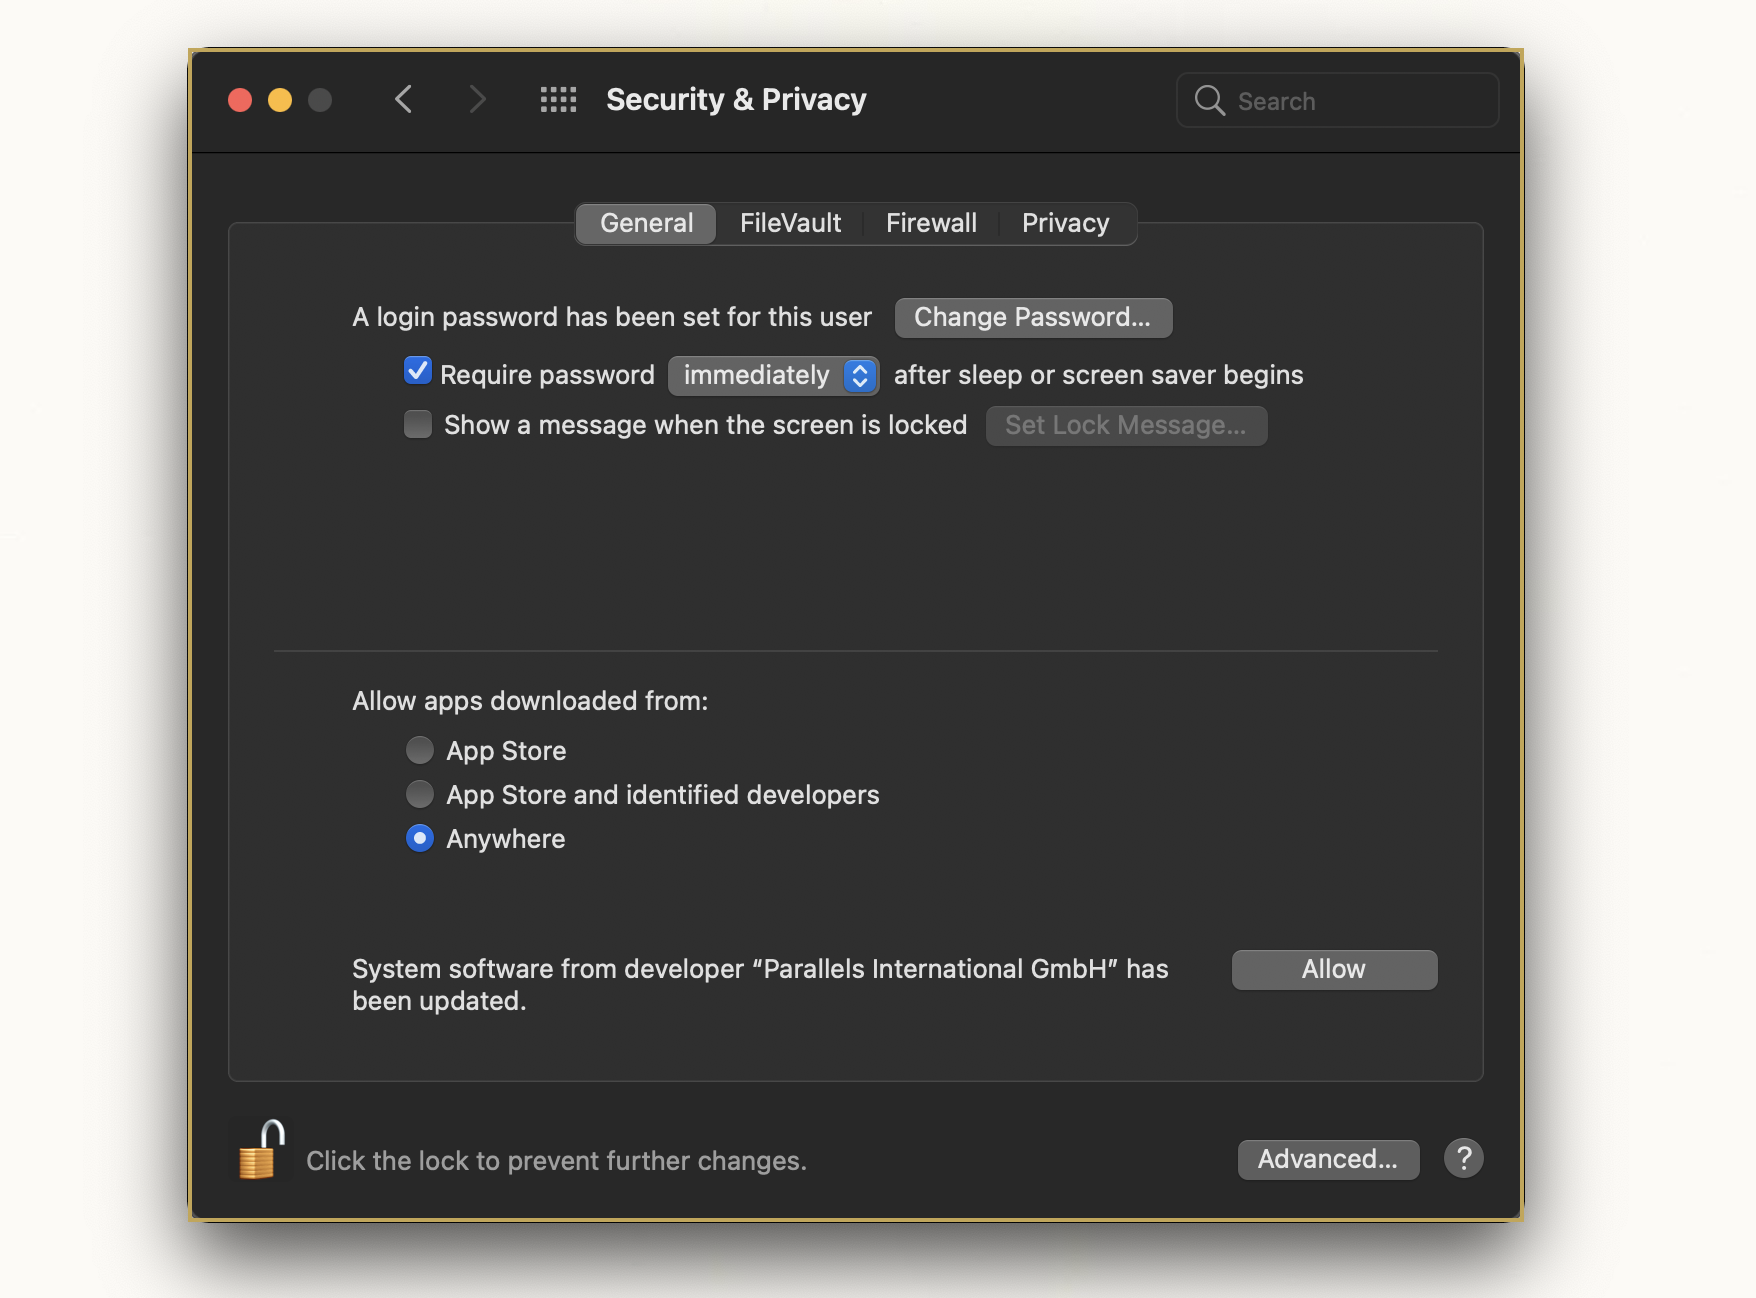 Security & Privacy
Search
General FileVault Firewall Privacy
A login password has been set for this user Change Password...
Require password immediately after sleep or screen saver begins
Show a message when the screen is locked Set Lock Message...
Allow apps downloaded from:
App Store
App Store and identified developers
Anywhere
System software from developer “Parallels International GmbH” has
been updated.
Allow
Click the lock to prevent further changes.
Advanced... ?